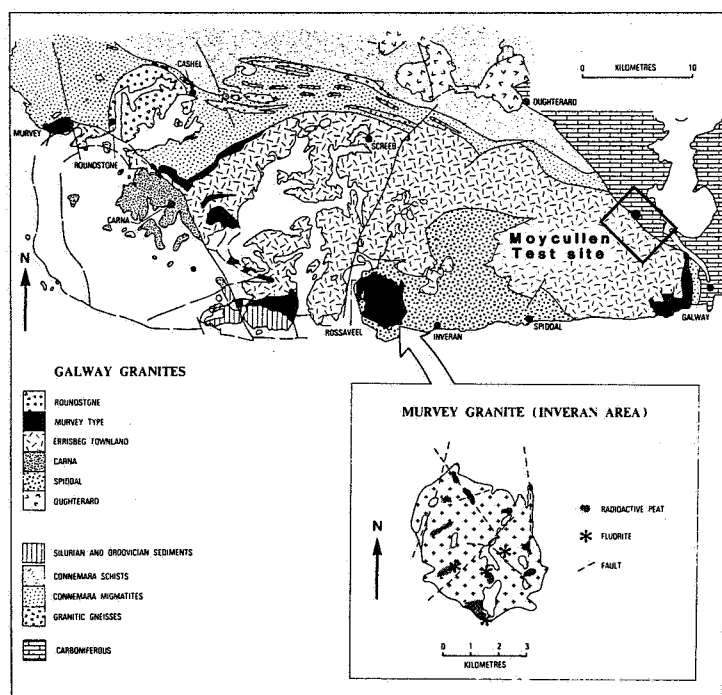 CASHEL
0 10
KILOMETRES
OUGHTERARD
MURVEY
ROUNDSTONE
SCREEB
CARNA
Moycullen
Test site
N
ROSSAVEEL
INVERAN
SPIDDAL
GALWAY
GALWAY GRANITES
ROUNDSTONE
MURVEY TYPE
ERRISBEG TOWNLAND
CARNA
SPIDDAL
OUGHTERARD
SILURIAN AND ORDOVICIAN SEDIMENTS
CONNEMARA SCHISTS
CONNEMARA MIGMATITES
GRANITIC GNEISSES
CARBONIFEROUS
MURVEY GRANITE (INVERAN AREA)
N
RADIOACTIVE PEAT
FLUORITE
FAULT
0 1 2 3
KILOMETRES